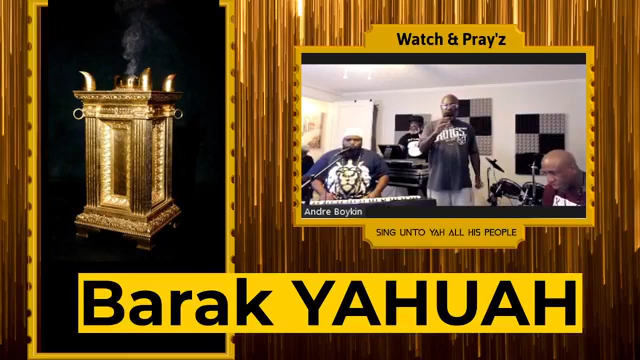 Watch & Pray'z
Andre Boykin
SING UNTO YAH ALL HIS PEOPLE
Barak YAHUAH